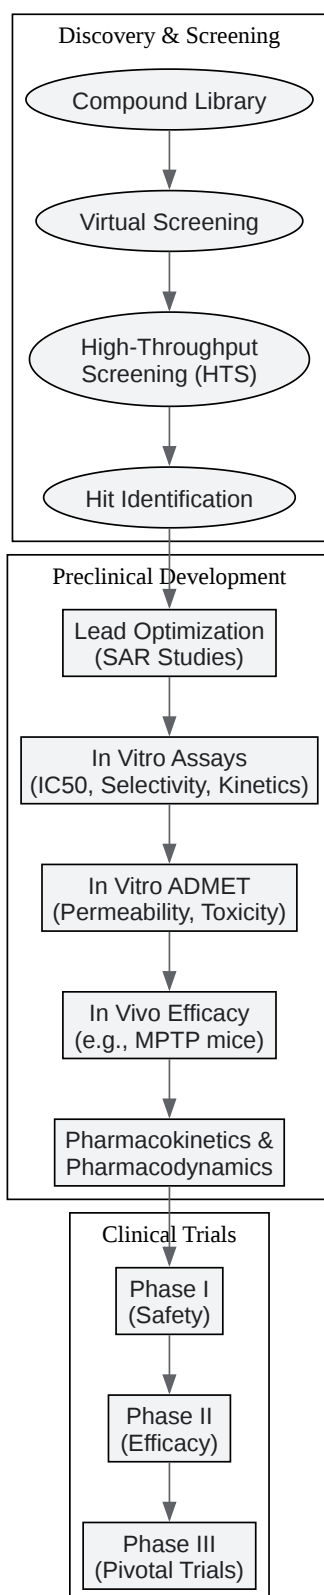 Discovery & Screening
Compound Library
Virtual Screening
High-Throughput
Screening (HTS)
Hit Identification
Preclinical Development
Lead Optimization
(SAR Studies)
In Vitro Assays
(IC50, Selectivity, Kinetics)
In Vitro ADMET
(Permeability, Toxicity)
In Vivo Efficacy
(e.g., MPTP mice)
Pharmacokinetics &
Pharmacodynamics
Clinical Trials
Phase I
(Safety)
Phase II
(Efficacy)
Phase III
(Pivotal Trials)